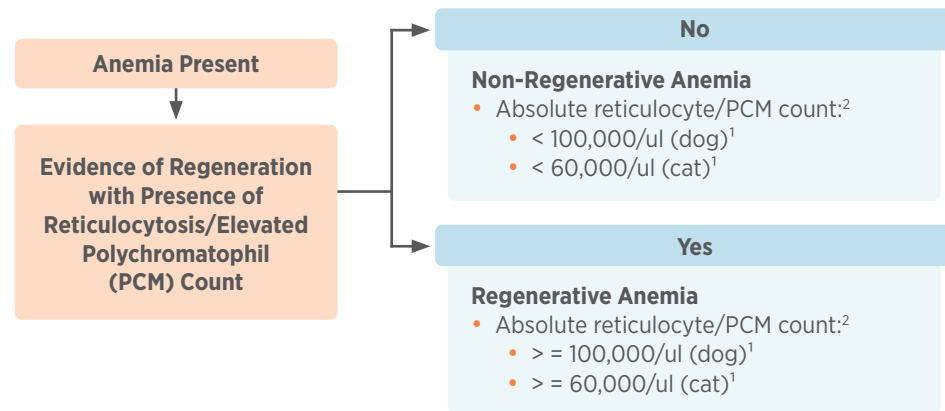 Anemia Present
Evidence of Regeneration
with Presence of
Reticulocytosis/Elevated
Polychromatophil
(PCM) Count
No
Non-Regenerative Anemia
• Absolute reticulocyte/PCM count:²
• < 100,000/ul (dog)¹
• < 60,000/ul (cat)¹
Yes
Regenerative Anemia
• Absolute reticulocyte/PCM count:²
• > = 100,000/ul (dog)¹
• > = 60,000/ul (cat)¹